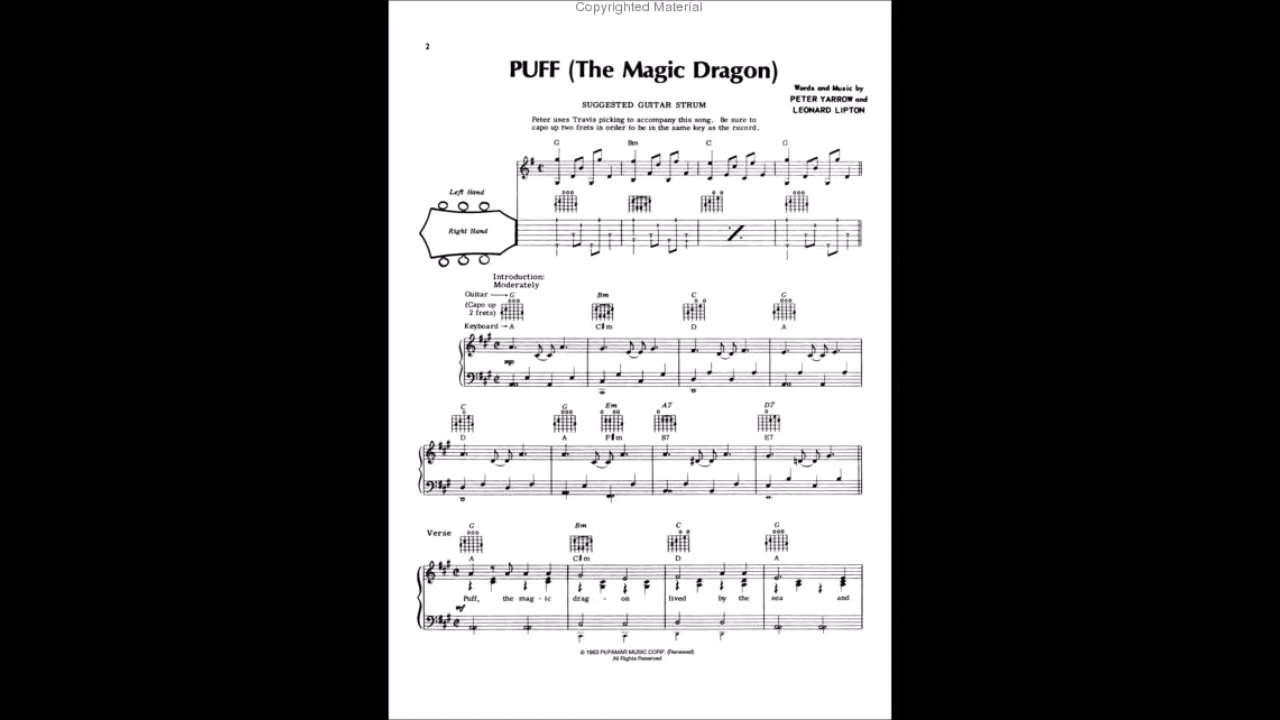 Copyrighted Material
2
PUFF (The Magic Dragon)
Words and Music by
PETER YARROW and
LEONARD LIPTON
SUGGESTED GUITAR STRUM
Peter uses Travis picking to accompany this song. Be sure to
capo up two frets in order to be in the same key as the record.
G Bm C G
Left Hand
Right Hand
Introduction:
Moderately
Guitar → G Bm C G
(Capo up
2 frets)
Keyboard → A C#m D A
mp
C G Em A7 D7
D A F#m B7 E7
Verse G Bm C G
A C#m D A
Puff, the mag - ic drag - on lived by the sea and
mf
© 1963 PEPAMAR MUSIC CORP. (Renewed)
All Rights Reserved